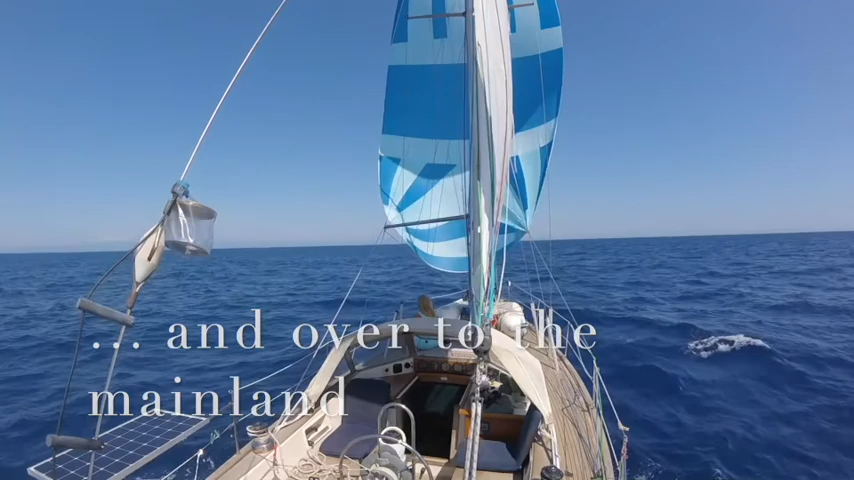 ... and over to the
mainland